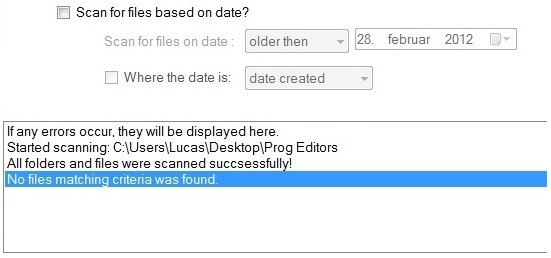 Scan for files based on date?
Scan for files on date : older then 28. februar 2012
Where the date is: date created
If any errors occur, they will be displayed here.
Started scanning: C:\Users\Lucas\Desktop\Prog Editors
All folders and files were scanned succsessfully!
No files matching criteria was found.